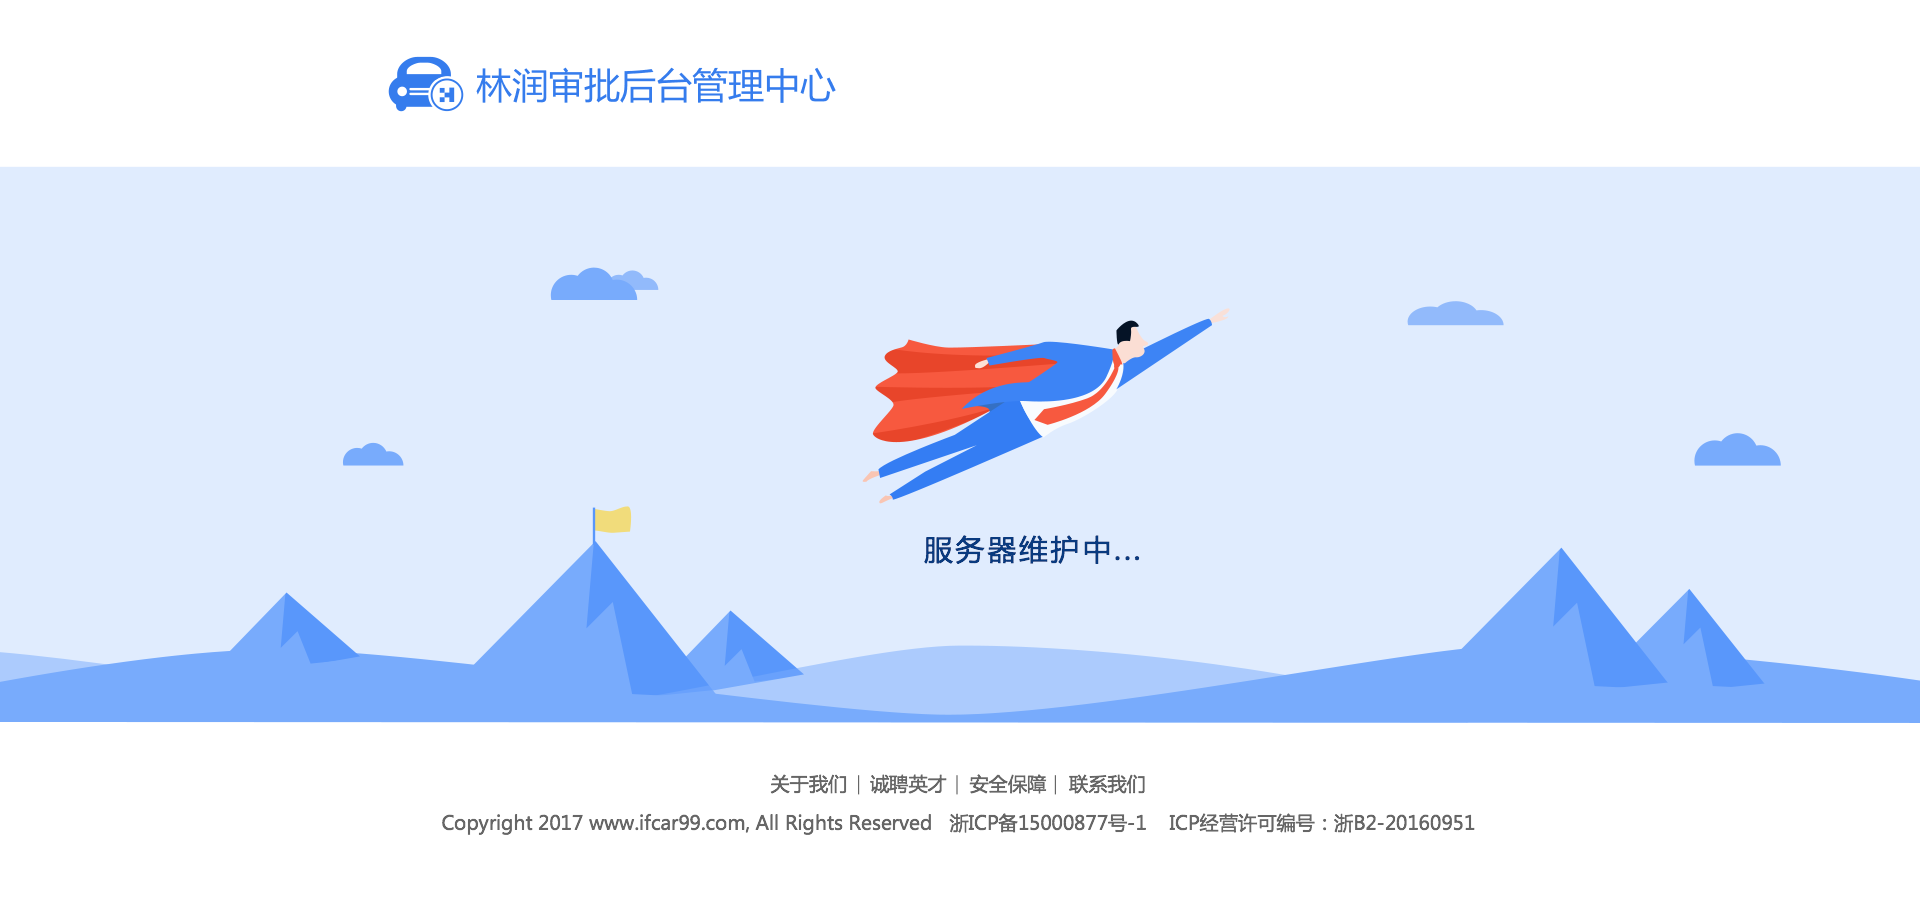 林润审批后台管理中心
服务器维护中...
关于我们 | 诚聘英才 | 安全保障 | 联系我们
Copyright 2017 www.ifcar99.com, All Rights Reserved 浙ICP备15000877号-1 ICP经营许可编号：浙B2-20160951